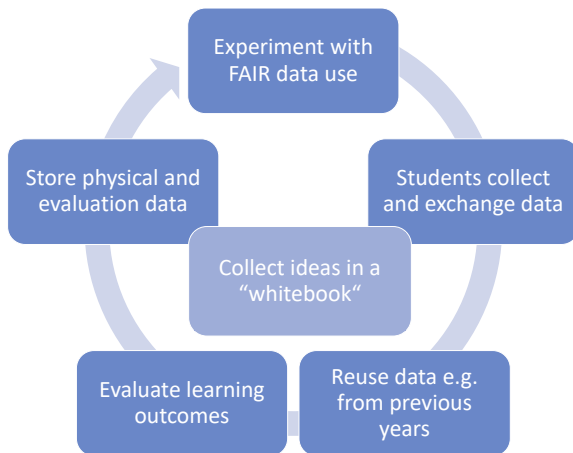 Experiment with
FAIR data use
Students collect
and exchange data
Reuse data e.g.
from previous
years
Evaluate learning
outcomes
Store physical and
evaluation data
Collect ideas in a
“whitebook“